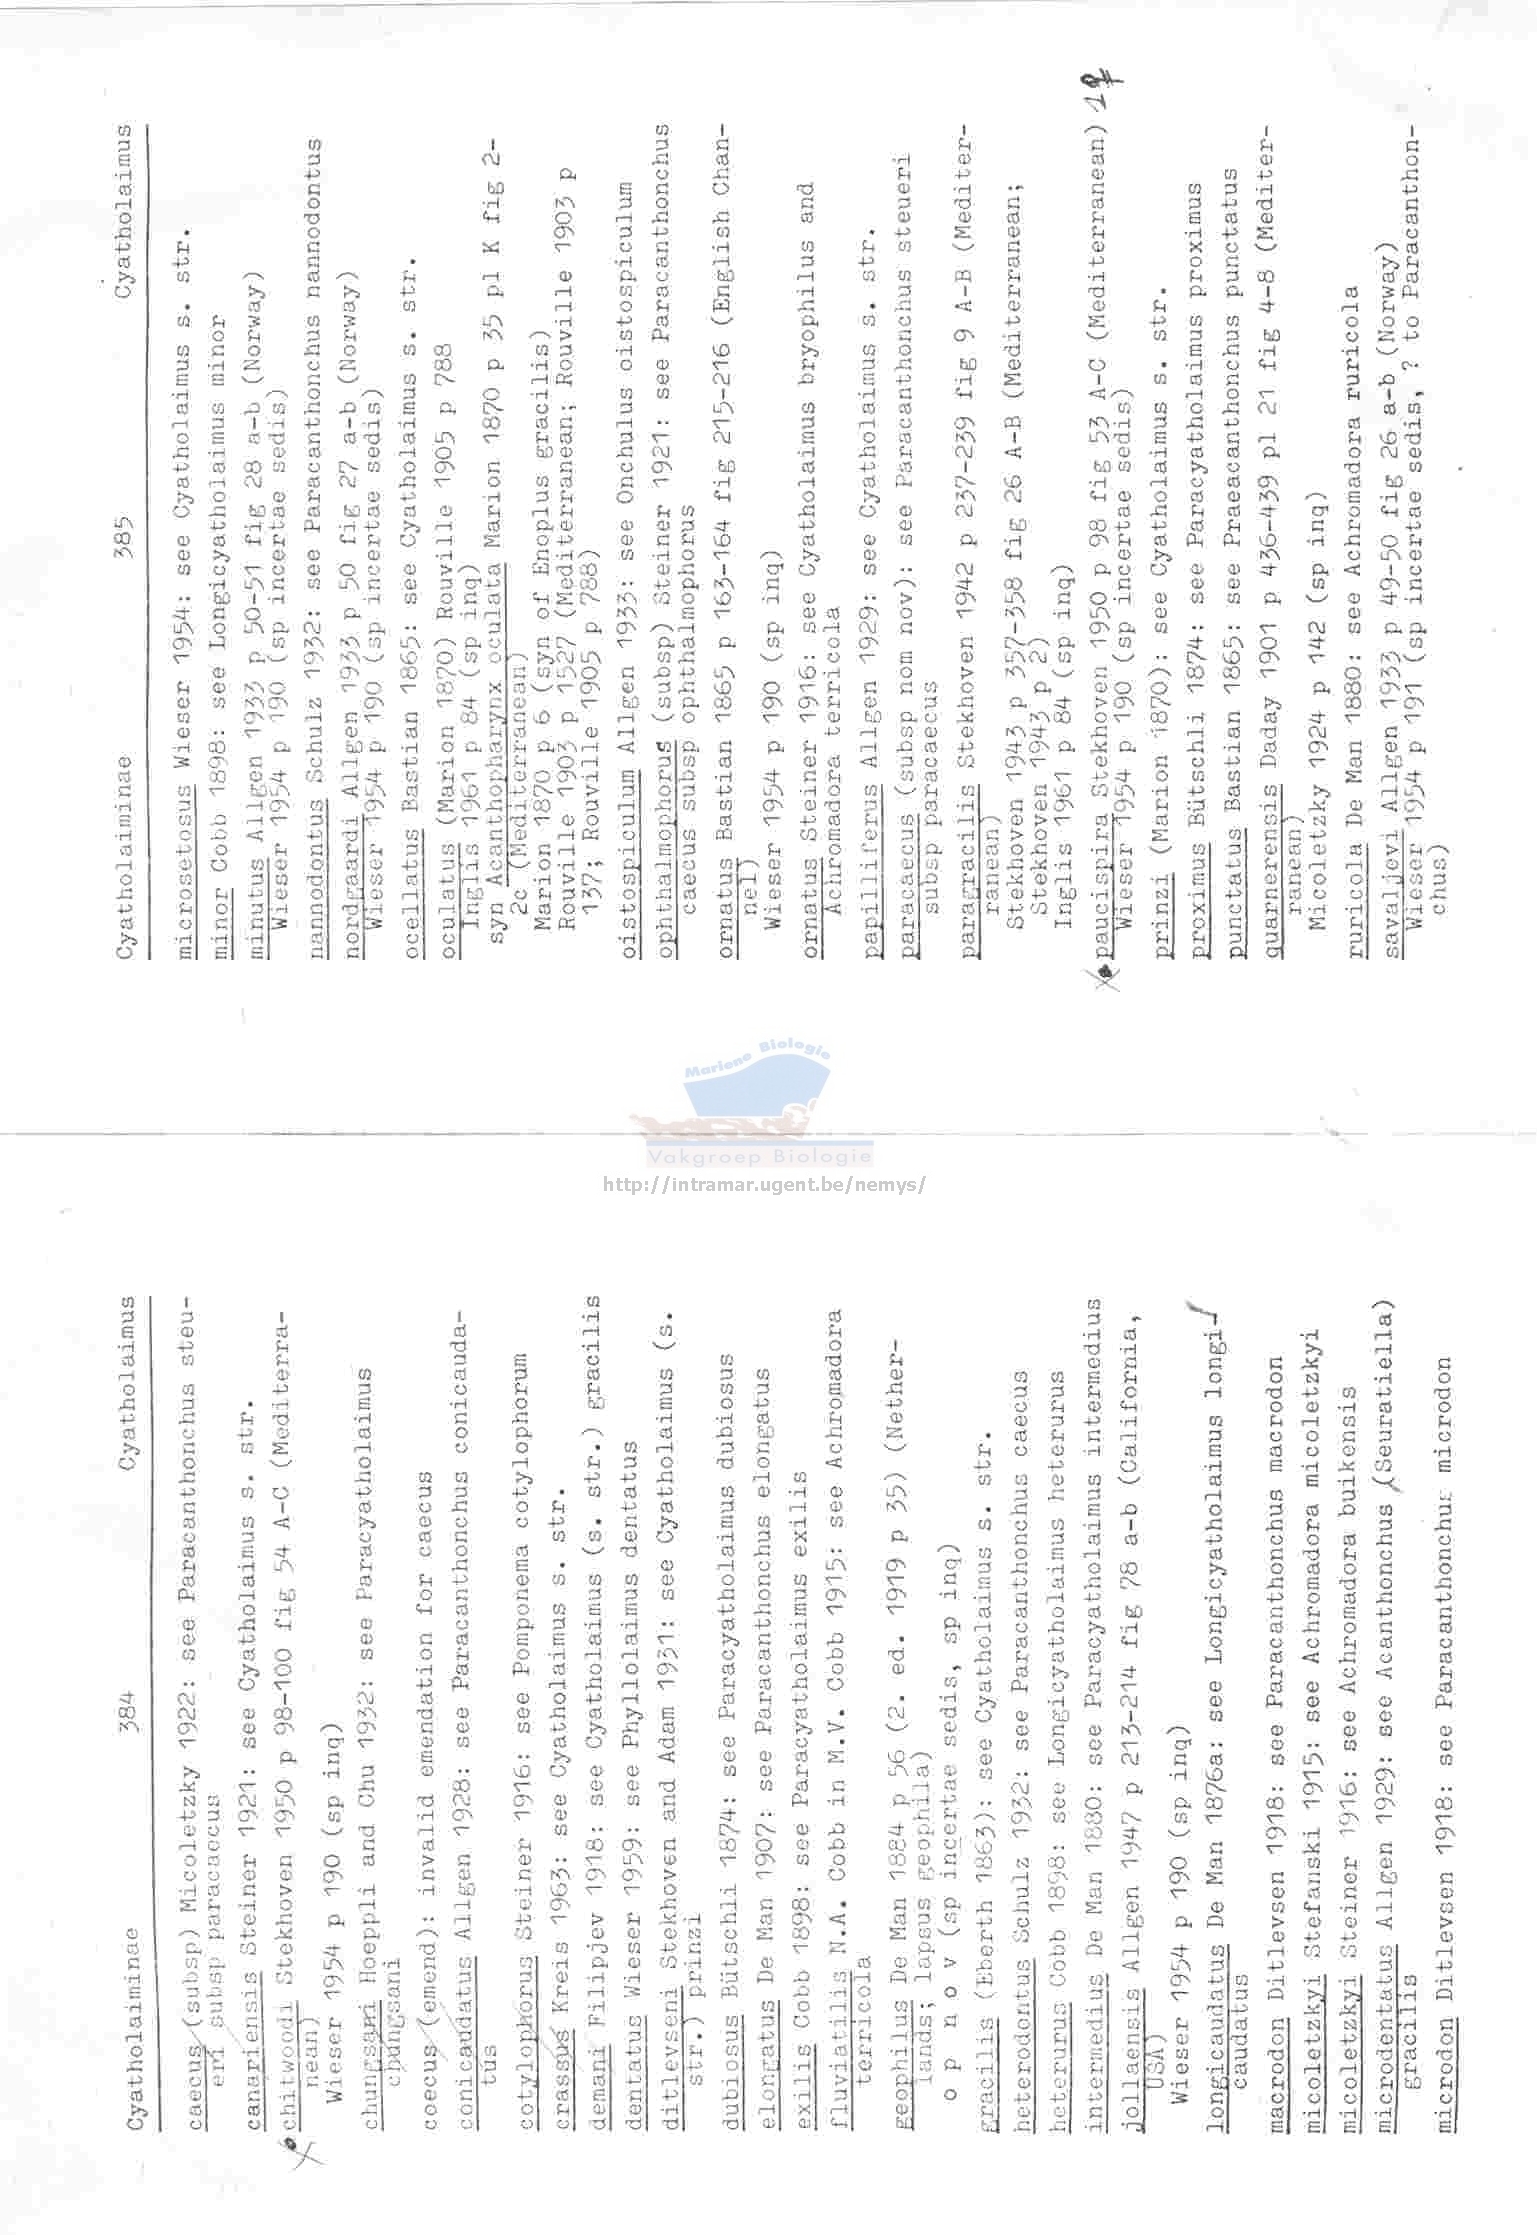 Cyatholaiminae 384 Cyatholaimus
caecus (subsp) Micoletzky 1922: see Paracanthonchus steu-
eri subsp paracaecus
canariensis Steiner 1921: see Cyatholaimus s. str.
chitwoodi Stekhoven 1950 p 98-100 fig 54 A-C (Mediterra-
nean)
Wieser 1954 p 190 (sp inq)
chungsani Hoeppli and Chu 1932: see Paracyatholaimus
chungsani
coecus (emend): invalid emendation for caecus
conicaudatus Allgen 1928: see Paracanthonchus conicauda-
tus
cotylophorus Steiner 1916: see Pomponema cotylophorum
crassus Kreis 1963: see Cyatholaimus s. str.
demani Filipjev 1918: see Cyatholaimus (s. str.) gracilis
dentatus Wieser 1959: see Phyllolaimus dentatus
ditlevseni Stekhoven and Adam 1931: see Cyatholaimus (s.
str.) prinzi
dubiosus Bütschli 1874: see Paracyatholaimus dubiosus
elongatus De Man 1907: see Paracanthonchus elongatus
exilis Cobb 1898: see Paracyatholaimus exilis
fluviatilis N.A. Cobb in M.V. Cobb 1915: see Achromadora
terricola
geophilus De Man 1884 p 56 (2. ed. 1919 p 35) (Nether-
lands; lapsus geophila)
o p n o v (sp incertae sedis, sp inq)
gracilis (Eberth 1863): see Cyatholaimus s. str.
heterodontus Schulz 1932: see Paracanthonchus caecus
heterurus Cobb 1898: see Longicyatholaimus heterurus
intermedius De Man 1880: see Paracyatholaimus intermedius
jollaensis Allgen 1947 p 213-214 fig 78 a-b (California,
USA)
Wieser 1954 p 190 (sp inq)
longicaudatus De Man 1876a: see Longicyatholaimus longi-
caudatus
macrodon Ditlevsen 1918: see Paracanthonchus macrodon
micoletzkyi Stefanski 1915: see Achromadora micoletzkyi
micoletzkyi Steiner 1916: see Achromadora buikensis
microdentatus Allgen 1929: see Acanthonchus (Seuratiella)
gracilis
microdon Ditlevsen 1918: see Paracanthonchus microdon
Cyatholaiminae 385 Cyatholaimus
microsetosus Wieser 1954: see Cyatholaimus s. str.
minor Cobb 1898: see Longicyatholaimus minor
minutus Allgen 1933 p 50-51 fig 28 a-b (Norway)
Wieser 1954 p 190 (sp incertae sedis)
nannodontus Schulz 1932: see Paracanthonchus nannodontus
nordgaardi Allgen 1933 p 50 fig 27 a-b (Norway)
Wieser 1954 p 190 (sp incertae sedis)
ocellatus Bastian 1865: see Cyatholaimus s. str.
oculatus (Marion 1870) Rouville 1905 p 788
Inglis 1961 p 84 (sp inq)
syn Acanthopharynx oculata Marion 1870 p 35 pl K fig 2-
2c (Mediterranean)
Marion 1870 p 6 (syn of Enoplus gracilis)
Rouville 1903 p 1527 (Mediterranean; Rouville 1903 p
137; Rouville 1905 p 788)
oistospiculum Allgen 1933: see Onchulus oistospiculum
ophthalmophorus (subsp) Steiner 1921: see Paracanthonchus
caecus subsp ophthalmophorus
ornatus Bastian 1865 p 163-164 fig 215-216 (English Chan-
nel)
Wieser 1954 p 190 (sp inq)
ornatus Steiner 1916: see Cyatholaimus bryophilus and
Achromadora terricola
papilliferus Allgen 1929: see Cyatholaimus s. str.
paracaecus (subsp nom nov): see Paracanthonchus steueri
subsp paracaecus
paragracilis Stekhoven 1942 p 237-239 fig 9 A-B (Mediter-
ranean)
Stekhoven 1943 p 357-358 fig 26 A-B (Mediterranean;
Stekhoven 1943 p 2)
Inglis 1961 p 84 (sp inq)
paucispira Stekhoven 1950 p 98 fig 53 A-C (Mediterranean) 1♀
Wieser 1954 p 190 (sp incertae sedis)
prinzi (Marion 1870): see Cyatholaimus s. str.
proximus Bütschli 1874: see Paracyatholaimus proximus
punctatus Bastian 1865: see Praeacanthonchus punctatus
quarnerensis Daday 1901 p 436-439 pl 21 fig 4-8 (Mediter-
ranean)
Micoletzky 1924 p 142 (sp inq)
ruricola De Man 1880: see Achromadora ruricola
savaljevi Allgen 1933 p 49-50 fig 26 a-b (Norway)
Wieser 1954 p 191 (sp incertae sedis, ? to Paracanthon-
chus)
Mariene Biologie
Vakgroep Biologie
http://intramar.ugent.be/nemys/